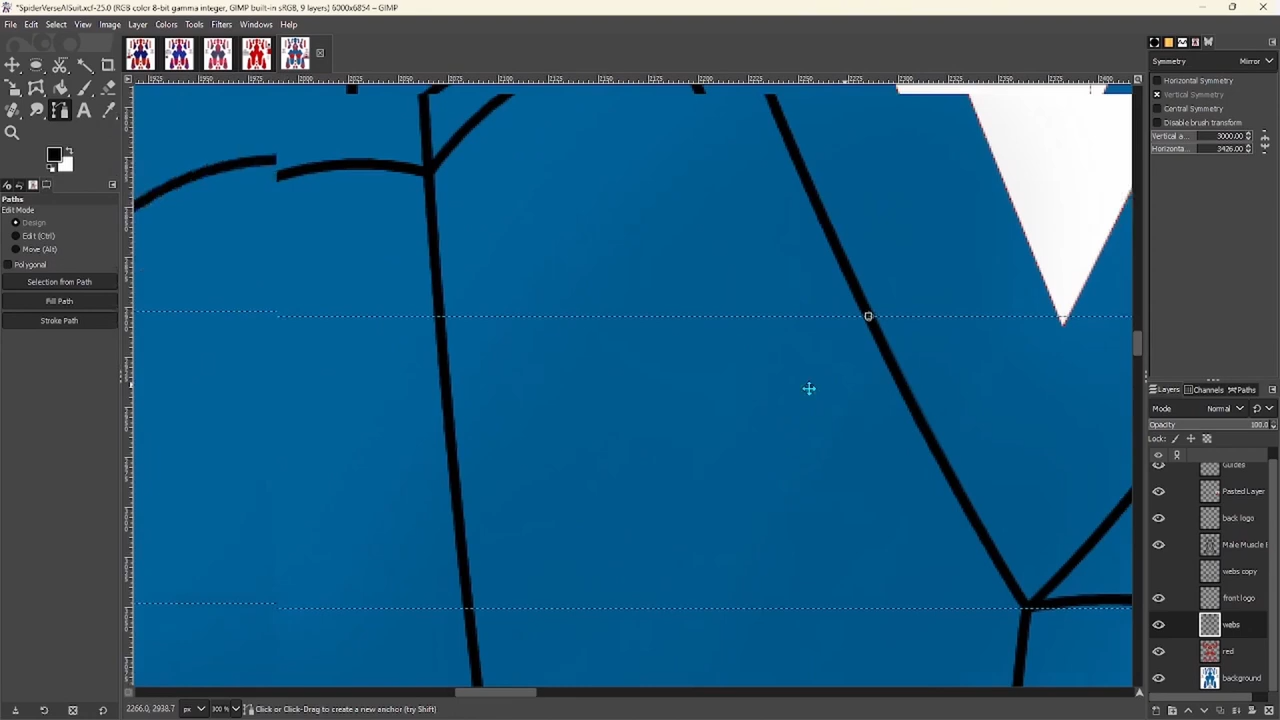 *SpiderVerseAISuit.xcf-25.0 (RGB color 8-bit gamma integer, GIMP built-in sRGB, 9 layers) 6000x6854 – GIMP
File Edit Select View Image Layer Colors Tools Filters Windows Help
Symmetry Mirror
Horizontal Symmetry
Vertical Symmetry
Central Symmetry
Disable brush transform
Vertical a... 3000.00
Horizonta... 3426.00
Paths
Edit Mode
Design
Edit (Ctrl)
Move (Alt)
Polygonal
Selection from Path
Fill Path
Stroke Path
Layers Channels Paths
Mode Normal
Opacity 100.0
Lock:
Guides
Pasted Layer
back logo
Male Muscle
webs copy
front logo
webs
red
background
2266.0, 2938.7 px 300 % Click or Click-Drag to create a new anchor (try Shift)